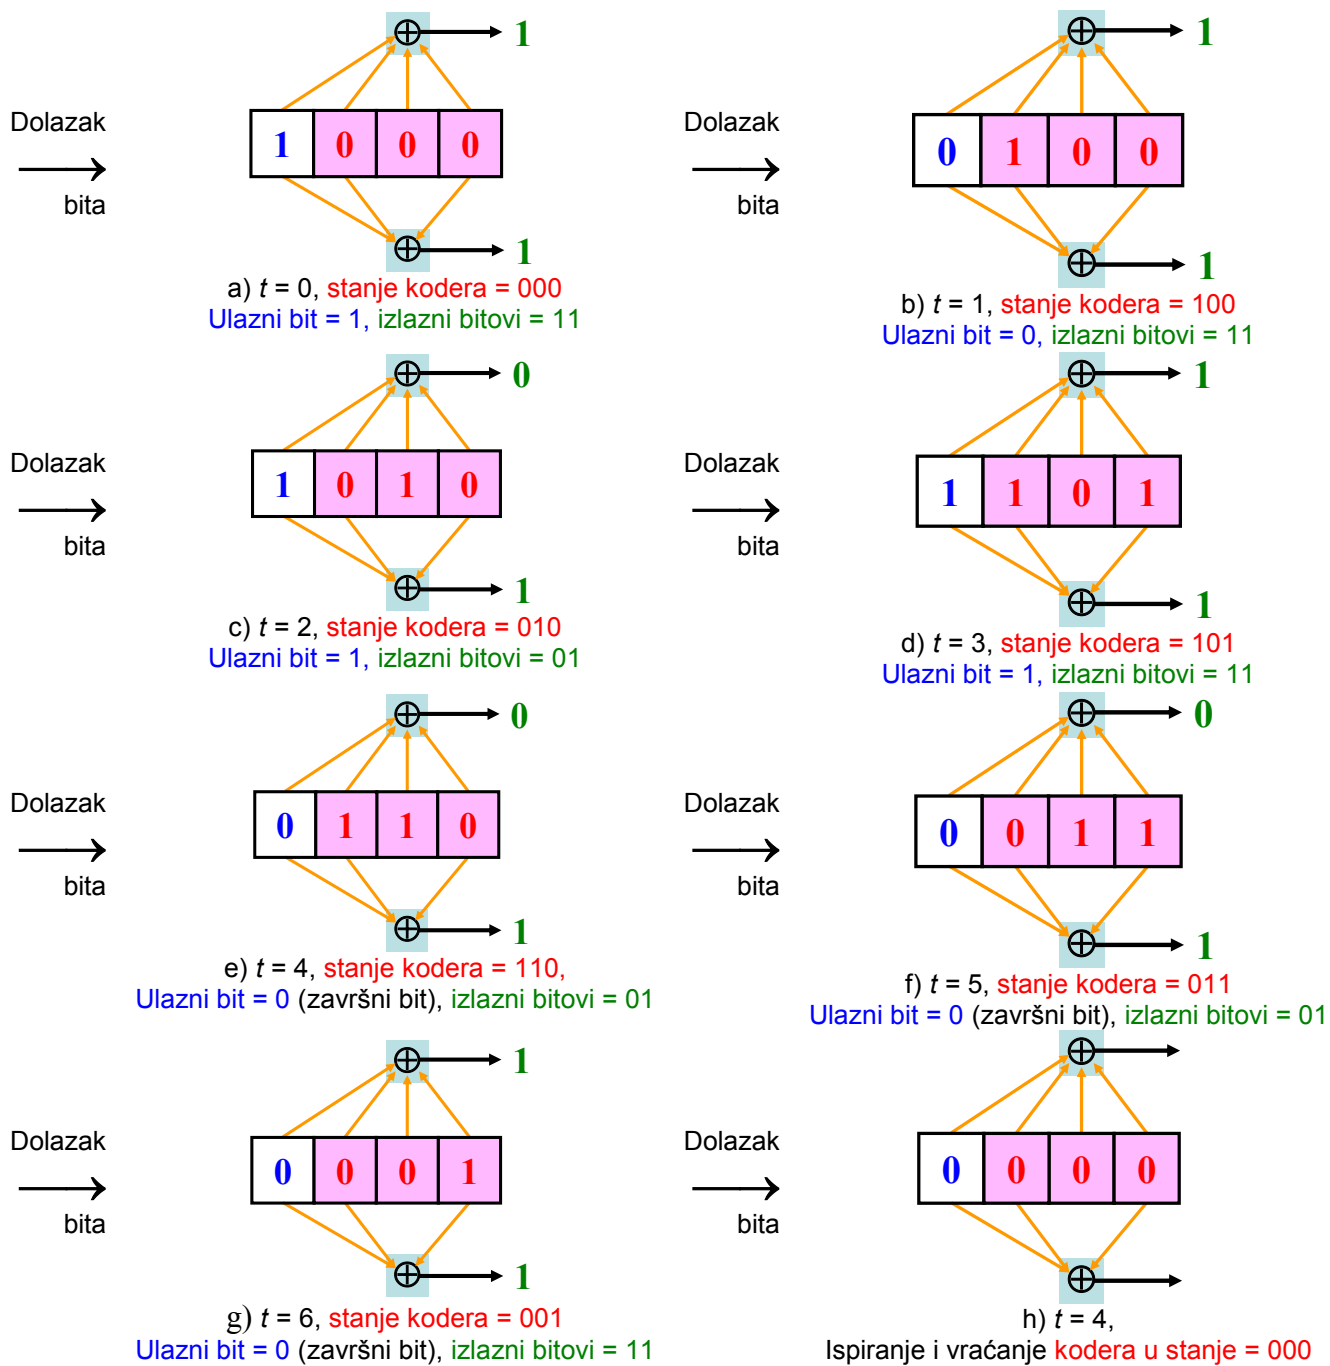 1
Dolazak
1 0 0 0
bita
1
a) t = 0, stanje kodera = 000
Ulazni bit = 1, izlazni bitovi = 11
1
Dolazak
0 1 0 0
bita
1
b) t = 1, stanje kodera = 100
Ulazni bit = 0, izlazni bitovi = 11
0
Dolazak
1 0 1 0
bita
1
c) t = 2, stanje kodera = 010
Ulazni bit = 1, izlazni bitovi = 01
1
Dolazak
1 1 0 1
bita
1
d) t = 3, stanje kodera = 101
Ulazni bit = 1, izlazni bitovi = 11
0
Dolazak
0 1 1 0
bita
1
e) t = 4, stanje kodera = 110,
Ulazni bit = 0 (završni bit), izlazni bitovi = 01
0
Dolazak
0 0 1 1
bita
1
f) t = 5, stanje kodera = 011
Ulazni bit = 0 (završni bit), izlazni bitovi = 01
1
Dolazak
0 0 0 1
bita
1
g) t = 6, stanje kodera = 001
Ulazni bit = 0 (završni bit), izlazni bitovi = 11
Dolazak
0 0 0 0
bita
h) t = 4,
Ispiranje i vraćanje kodera u stanje = 000